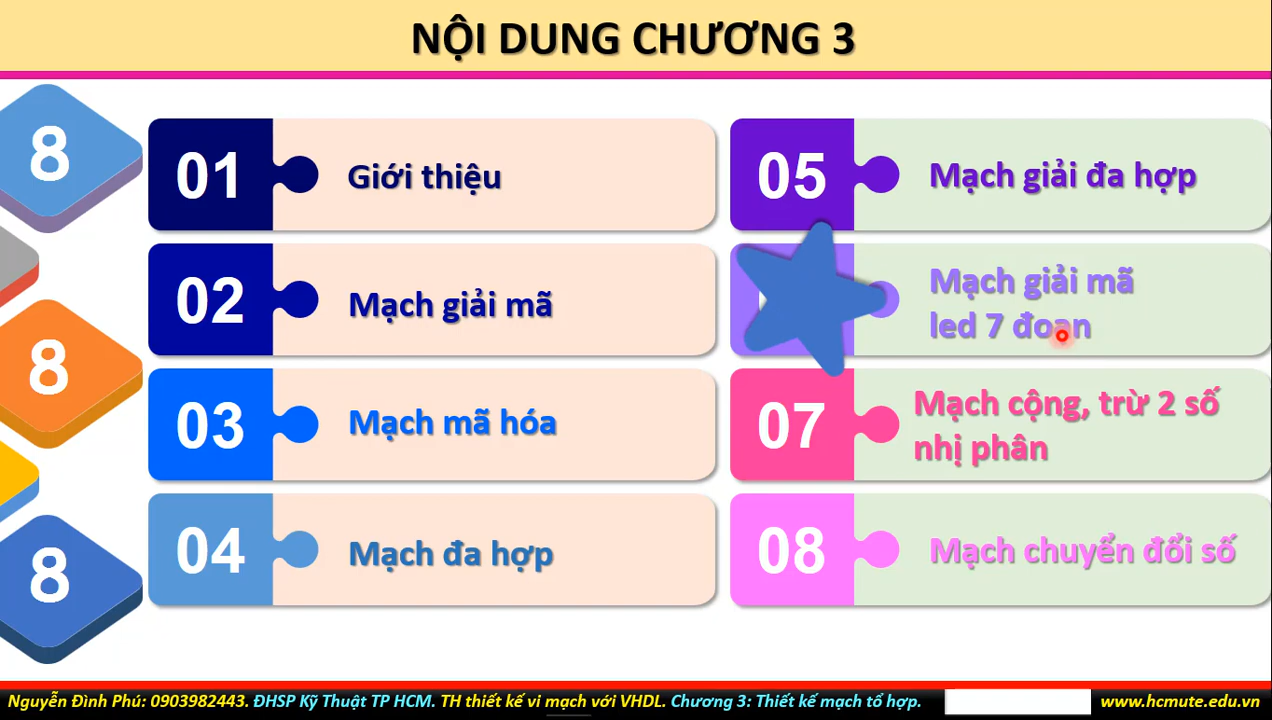 NỘI DUNG CHƯƠNG 3
8
8
8
01
Giới thiệu
02
Mạch giải mã
03
Mạch mã hóa
04
Mạch đa hợp
05
Mạch giải đa hợp
Mạch giải mã
led 7 đoạn
07
Mạch cộng, trừ 2 số
nhị phân
08
Mạch chuyển đổi số
Nguyễn Đình Phú: 0903982443. ĐHSP Kỹ Thuật TP HCM. TH thiết kế vi mạch với VHDL. Chương 3: Thiết kế mạch tổ hợp. www.hcmute.edu.vn